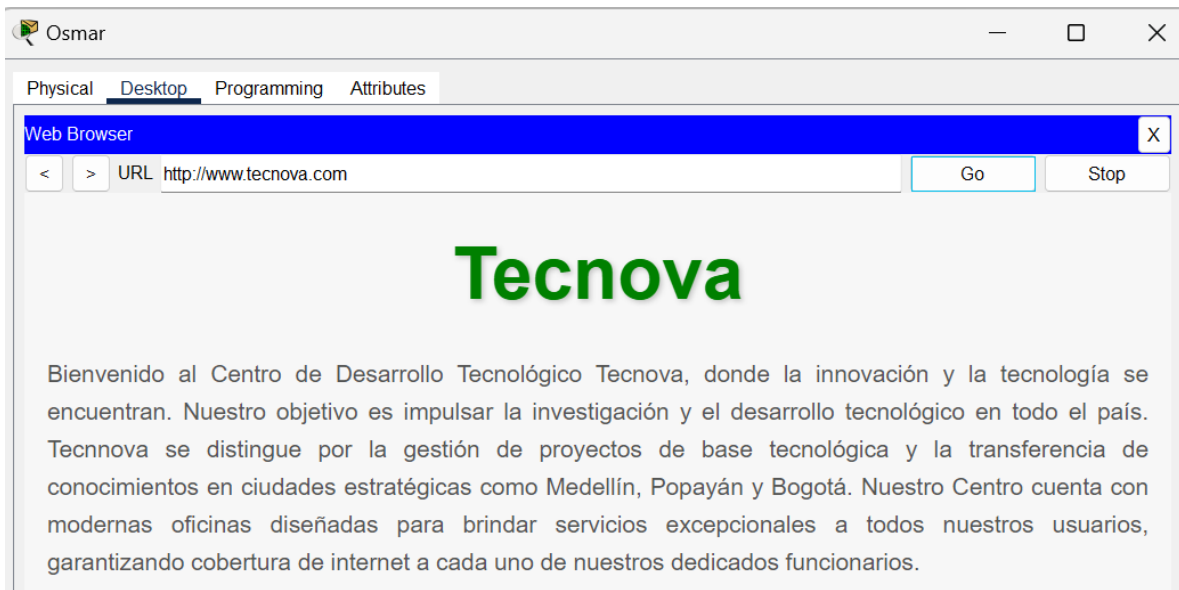 Osmar
Physical Desktop Programming Attributes
Web Browser X
< > URL http://www.tecnova.com Go Stop
Tecnova
Bienvenido al Centro de Desarrollo Tecnológico Tecnova, donde la innovación y la tecnología se
encuentran. Nuestro objetivo es impulsar la investigación y el desarrollo tecnológico en todo el país.
Tecnnova se distingue por la gestión de proyectos de base tecnológica y la transferencia de
conocimientos en ciudades estratégicas como Medellín, Popayán y Bogotá. Nuestro Centro cuenta con
modernas oficinas diseñadas para brindar servicios excepcionales a todos nuestros usuarios,
garantizando cobertura de internet a cada uno de nuestros dedicados funcionarios.